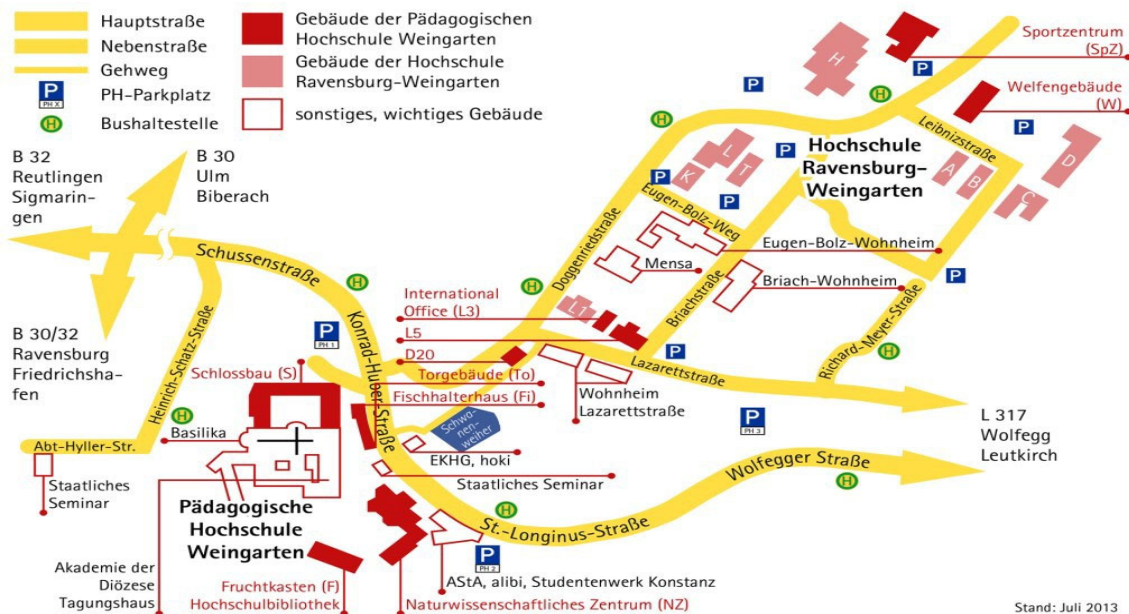 Hauptstraße
Nebenstraße
Gehweg
P
PH X
PH-Parkplatz
H
Bushaltestelle
Gebäude der Pädagogischen
Hochschule Weingarten
Gebäude der Hochschule
Ravensburg-Weingarten
sonstiges, wichtiges Gebäude
Sportzentrum
(SpZ)
Welfengebäude
(W)
H
P
H
P
P
H
Leibnizstraße
D
Hochschule
Ravensburg-
Weingarten
A
B
C
L
T
K
P
P
P
Eugen-Bolz-Weg
Doggenriedstraße
Eugen-Bolz-Wohnheim
Mensa
Briach-Wohnheim
Briachstraße
P
Richard-Meyer-Straße
H
B 32
Reutlingen
Sigmarin-
gen
B 30
Ulm
Biberach
Schussenstraße
H
H
International
Office (L3)
L1
L5
D20
P
Lazarettstraße
B 30/32
Ravensburg
Friedrichsha-
fen
Heinrich-Schatz-Straße
P
PH 1
Konrad-Huber-Straße
Schlossbau (S)
Torgebäude (To)
Fischhalterhaus (Fi)
Wohnheim
Lazarettstraße
H
Basilika
Abt-Hyller-Str.
Staatliches
Seminar
Schwa-
nen-
weiher
EKHG, hoki
Staatliches Seminar
P
PH 3
L 317
Wolfegg
Leutkirch
Wolfegger Straße
H
St.-Longinus-Straße
H
Pädagogische
Hochschule
Weingarten
P
PH 2
Akademie der
Diözese
Tagungshaus
Fruchtkasten (F)
Hochschulbibliothek
AStA, alibi, Studentenwerk Konstanz
Naturwissenschaftliches Zentrum (NZ)
Stand: Juli 2013